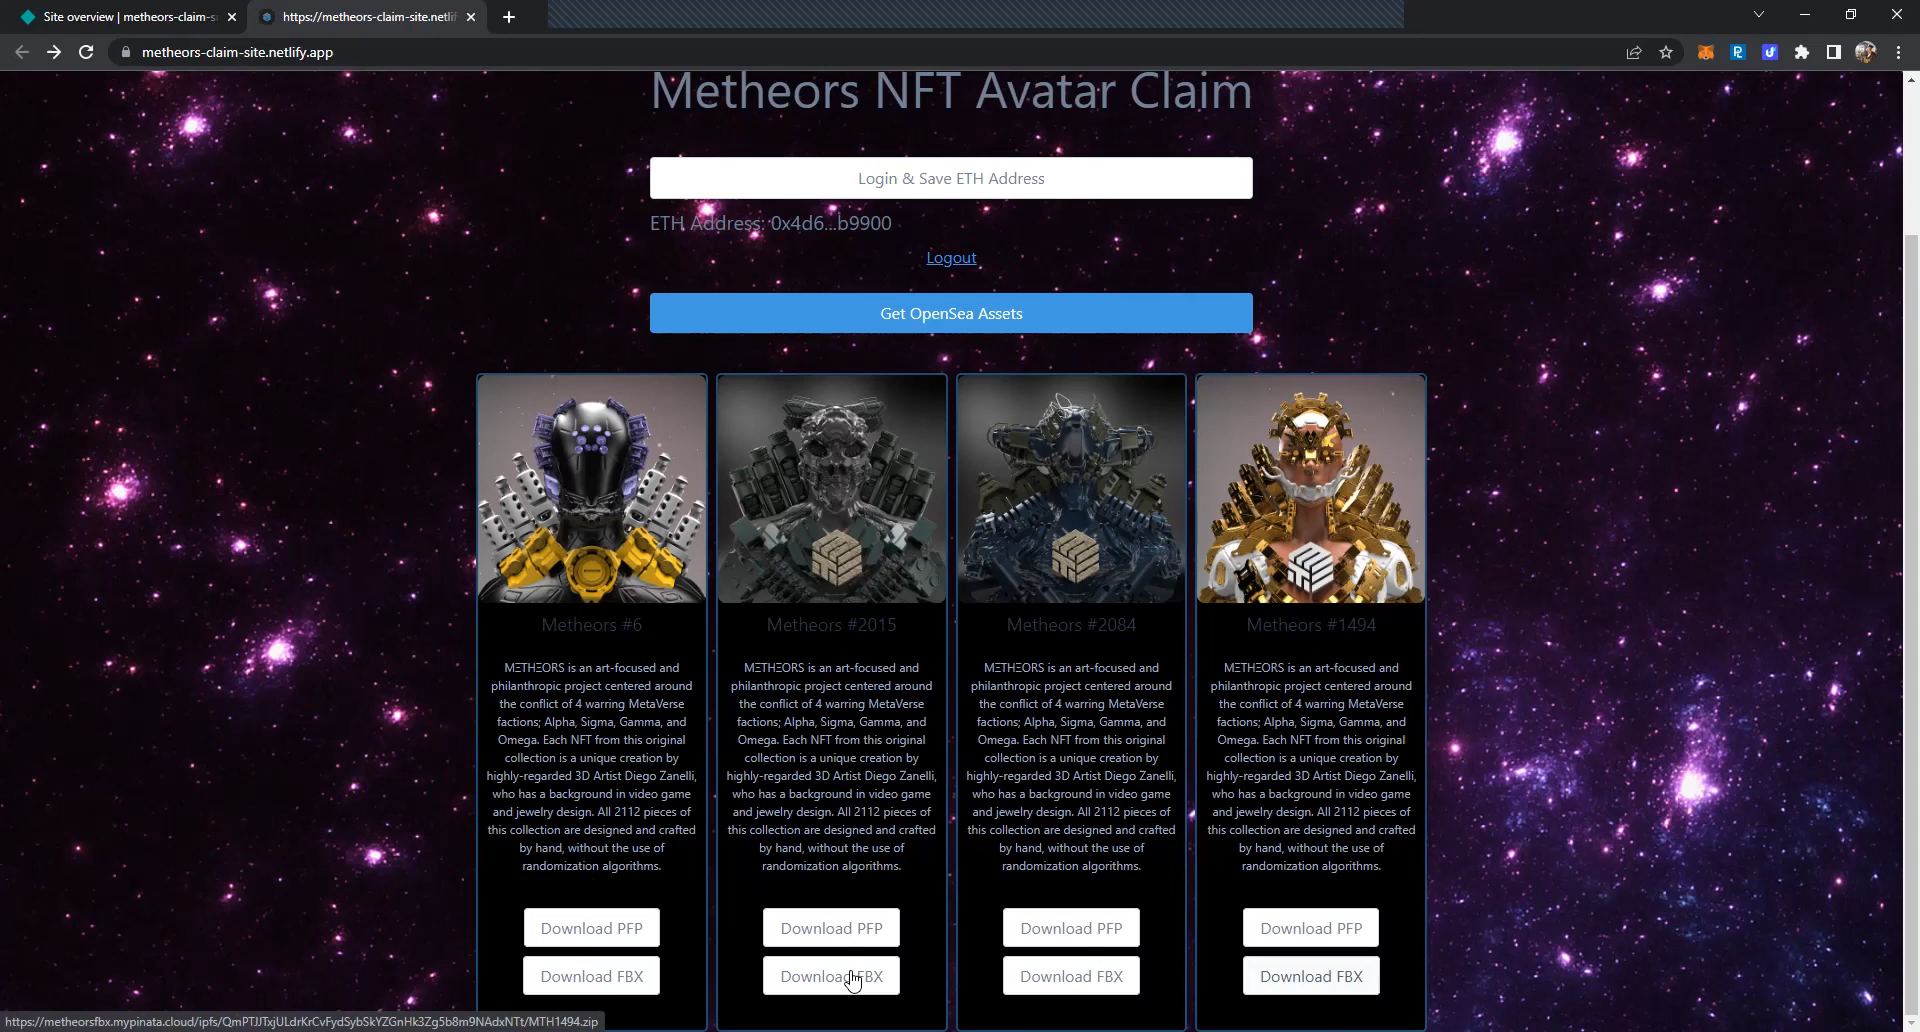 Site overview | metheors-claim-s
https://metheors-claim-site.netlif
metheors-claim-site.netlify.app
Metheors NFT Avatar Claim
Login & Save ETH Address
ETH Address: 0x4d6...b9900
Logout
Get OpenSea Assets
Metheors #6
MΞTHΞORS is an art-focused and
philanthropic project centered around
the conflict of 4 warring MetaVerse
factions; Alpha, Sigma, Gamma, and
Omega. Each NFT from this original
collection is a unique creation by
highly-regarded 3D Artist Diego Zanelli,
who has a background in video game
and jewelry design. All 2112 pieces of
this collection are designed and crafted
by hand, without the use of
randomization algorithms.
Download PFP
Download FBX
Metheors #2015
MΞTHΞORS is an art-focused and
philanthropic project centered around
the conflict of 4 warring MetaVerse
factions; Alpha, Sigma, Gamma, and
Omega. Each NFT from this original
collection is a unique creation by
highly-regarded 3D Artist Diego Zanelli,
who has a background in video game
and jewelry design. All 2112 pieces of
this collection are designed and crafted
by hand, without the use of
randomization algorithms.
Download PFP
Download FBX
Metheors #2084
MΞTHΞORS is an art-focused and
philanthropic project centered around
the conflict of 4 warring MetaVerse
factions; Alpha, Sigma, Gamma, and
Omega. Each NFT from this original
collection is a unique creation by
highly-regarded 3D Artist Diego Zanelli,
who has a background in video game
and jewelry design. All 2112 pieces of
this collection are designed and crafted
by hand, without the use of
randomization algorithms.
Download PFP
Download FBX
Metheors #1494
MΞTHΞORS is an art-focused and
philanthropic project centered around
the conflict of 4 warring MetaVerse
factions; Alpha, Sigma, Gamma, and
Omega. Each NFT from this original
collection is a unique creation by
highly-regarded 3D Artist Diego Zanelli,
who has a background in video game
and jewelry design. All 2112 pieces of
this collection are designed and crafted
by hand, without the use of
randomization algorithms.
Download PFP
Download FBX
https://metheorsfbx.mypinata.cloud/ipfs/QmPTJJTxjULdrKrCvFydSybSkYZGnHk3Zg5b8m9NAdxNTt/MTH1494.zip